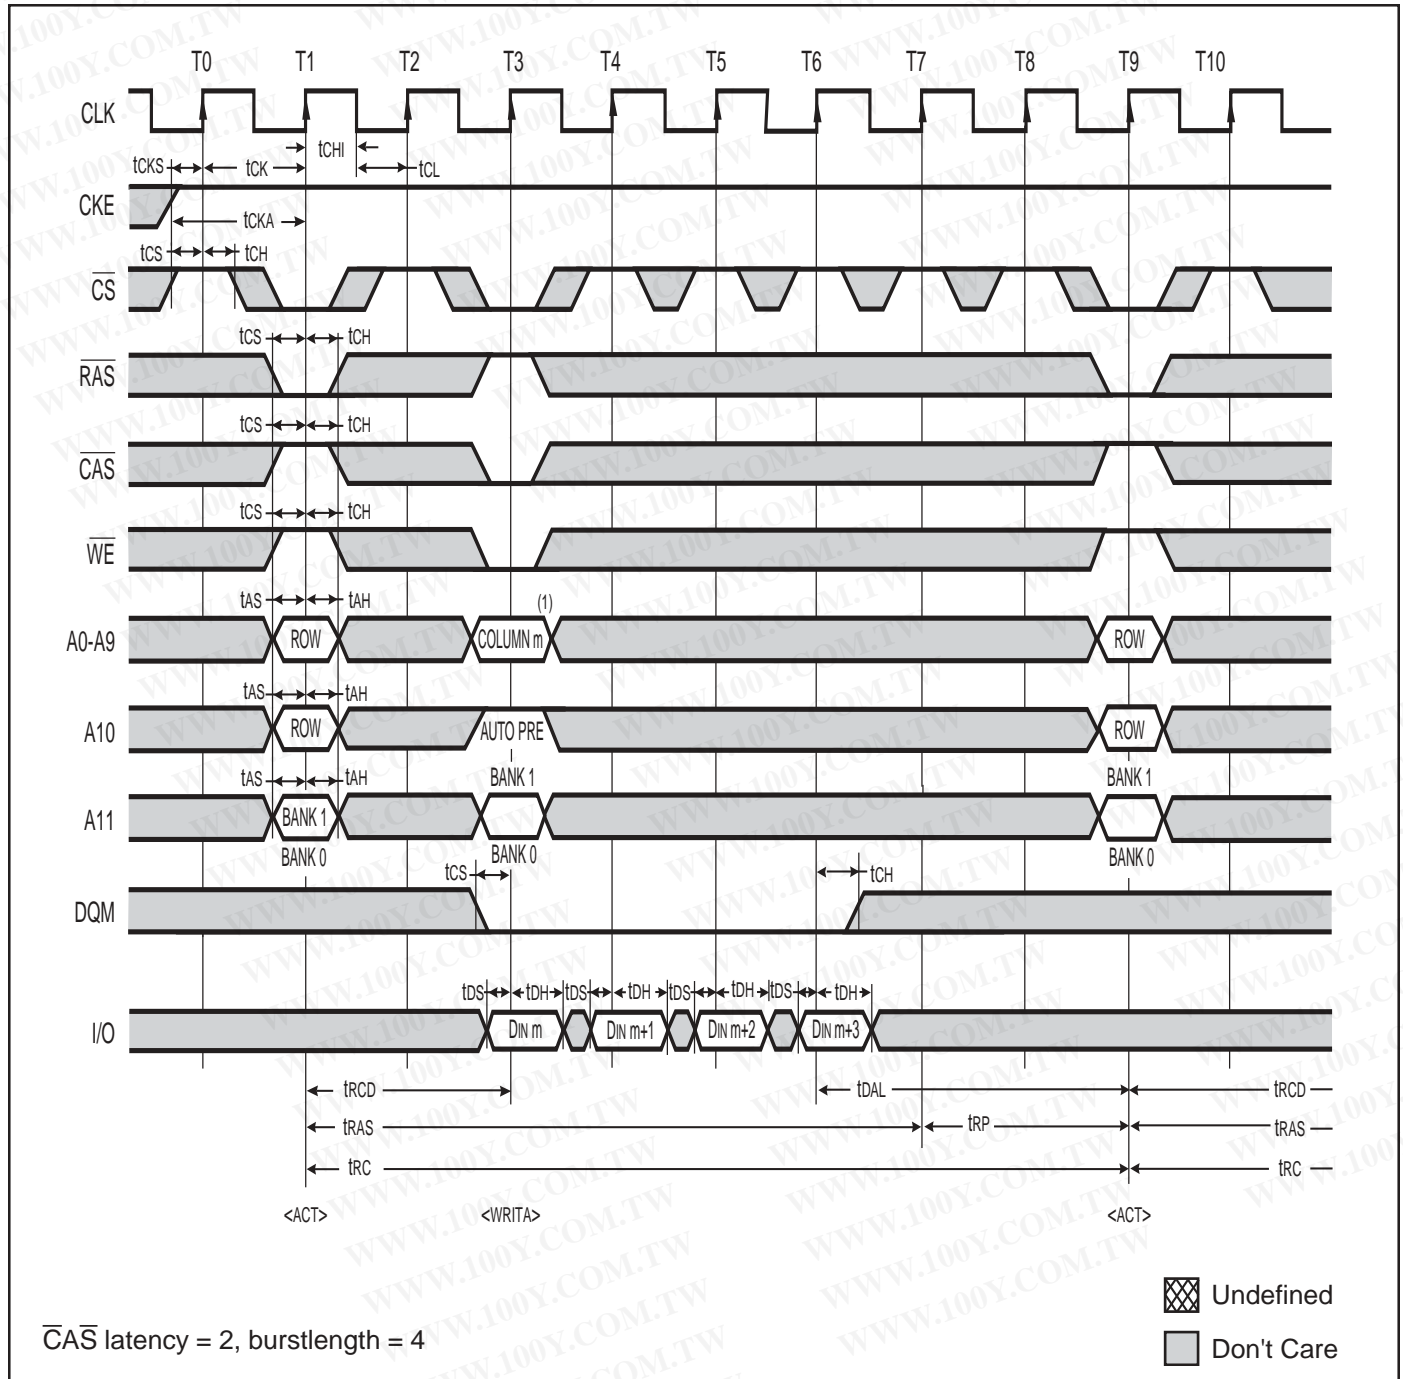 T0 T1 T2 T3 T4 T5 T6 T7 T8 T9 T10
CLK
tCHI
tCKS tCK tCL
CKE
tCKA
tCS tCH
CS
tCS tCH
RAS
tCS tCH
CAS
tCS tCH
WE
tAS tAH (1)
A0-A9 ROW COLUMN m ROW
tAS tAH
A10 ROW AUTO PRE ROW
tAS tAH BANK 1 BANK 1
A11 BANK 1
BANK 0 BANK 0 BANK 0
tCS tCH
DQM
tDS tDH tDS tDH tDS tDH tDS tDH
I/O DIN m DIN m+1 DIN m+2 DIN m+3
tRCD tDAL tRCD
tRAS tRP tRAS
tRC tRC
<ACT> <WRITA> <ACT>
Undefined
CAS latency = 2, burstlength = 4
Don't Care
WWW.100Y.COM.TW